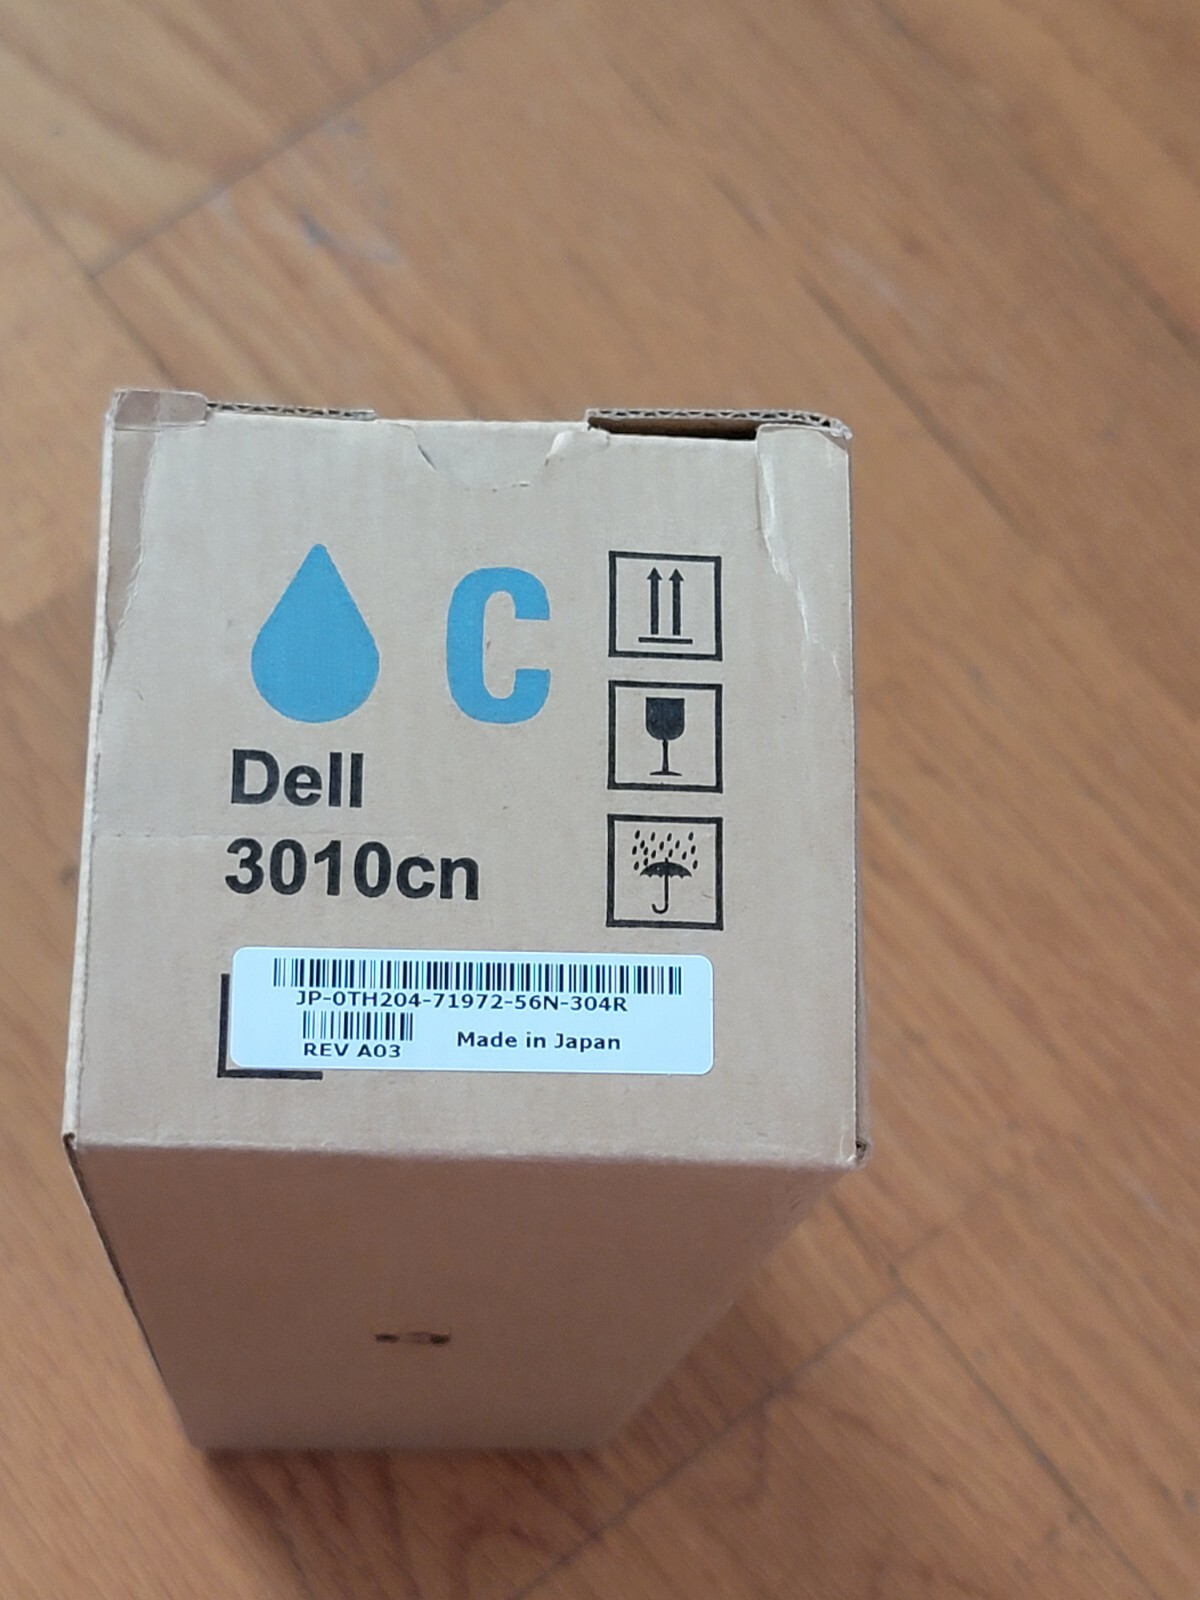 C
Dell
3010cn
JP-0TH204-71972-56N-304R
REV A03
Made in Japan